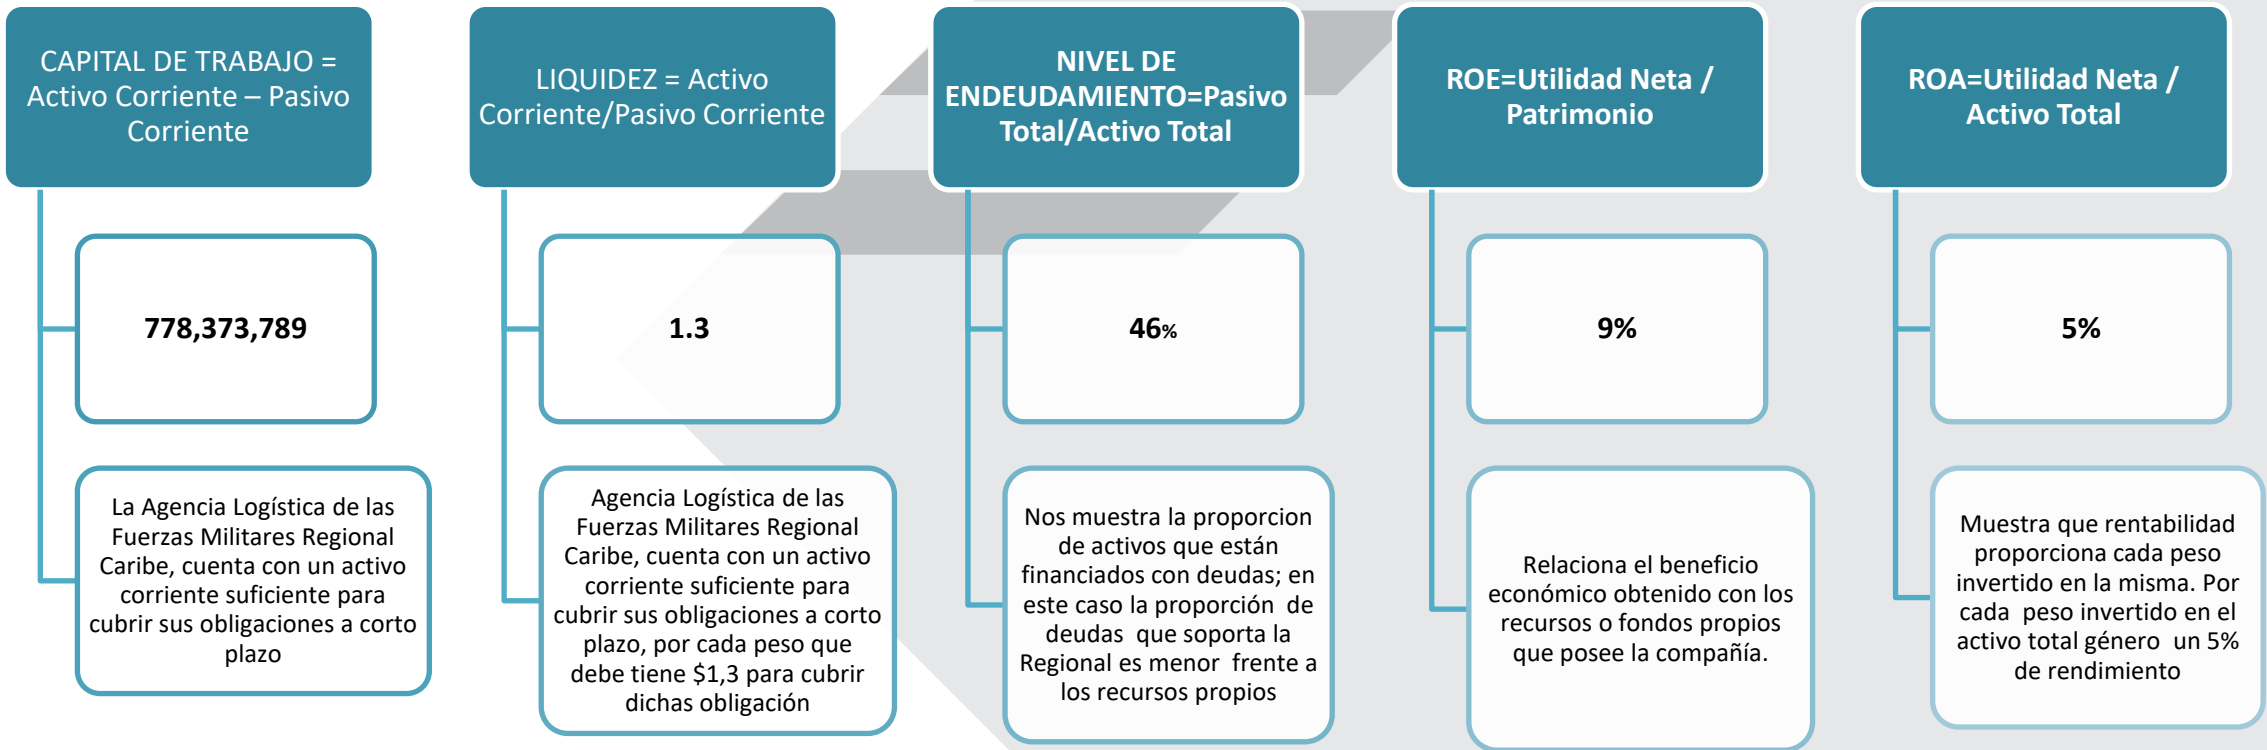 CAPITAL DE TRABAJO =
Activo Corriente – Pasivo
Corriente
778,373,789
La Agencia Logística de las
Fuerzas Militares Regional
Caribe, cuenta con un activo
corriente suficiente para
cubrir sus obligaciones a corto
plazo
LIQUIDEZ = Activo
Corriente/Pasivo Corriente
1.3
Agencia Logística de las
Fuerzas Militares Regional
Caribe, cuenta con un activo
corriente suficiente para
cubrir sus obligaciones a corto
plazo, por cada peso que
debe tiene $1,3 para cubrir
dichas obligación
NIVEL DE
ENDEUDAMIENTO=Pasivo
Total/Activo Total
46%
Nos muestra la proporcion
de activos que están
financiados con deudas; en
este caso la proporción de
deudas que soporta la
Regional es menor frente a
los recursos propios
ROE=Utilidad Neta /
Patrimonio
9%
Relaciona el beneficio
económico obtenido con los
recursos o fondos propios
que posee la compañía.
ROA=Utilidad Neta /
Activo Total
5%
Muestra que rentabilidad
proporciona cada peso
invertido en la misma. Por
cada peso invertido en el
activo total género un 5%
de rendimiento